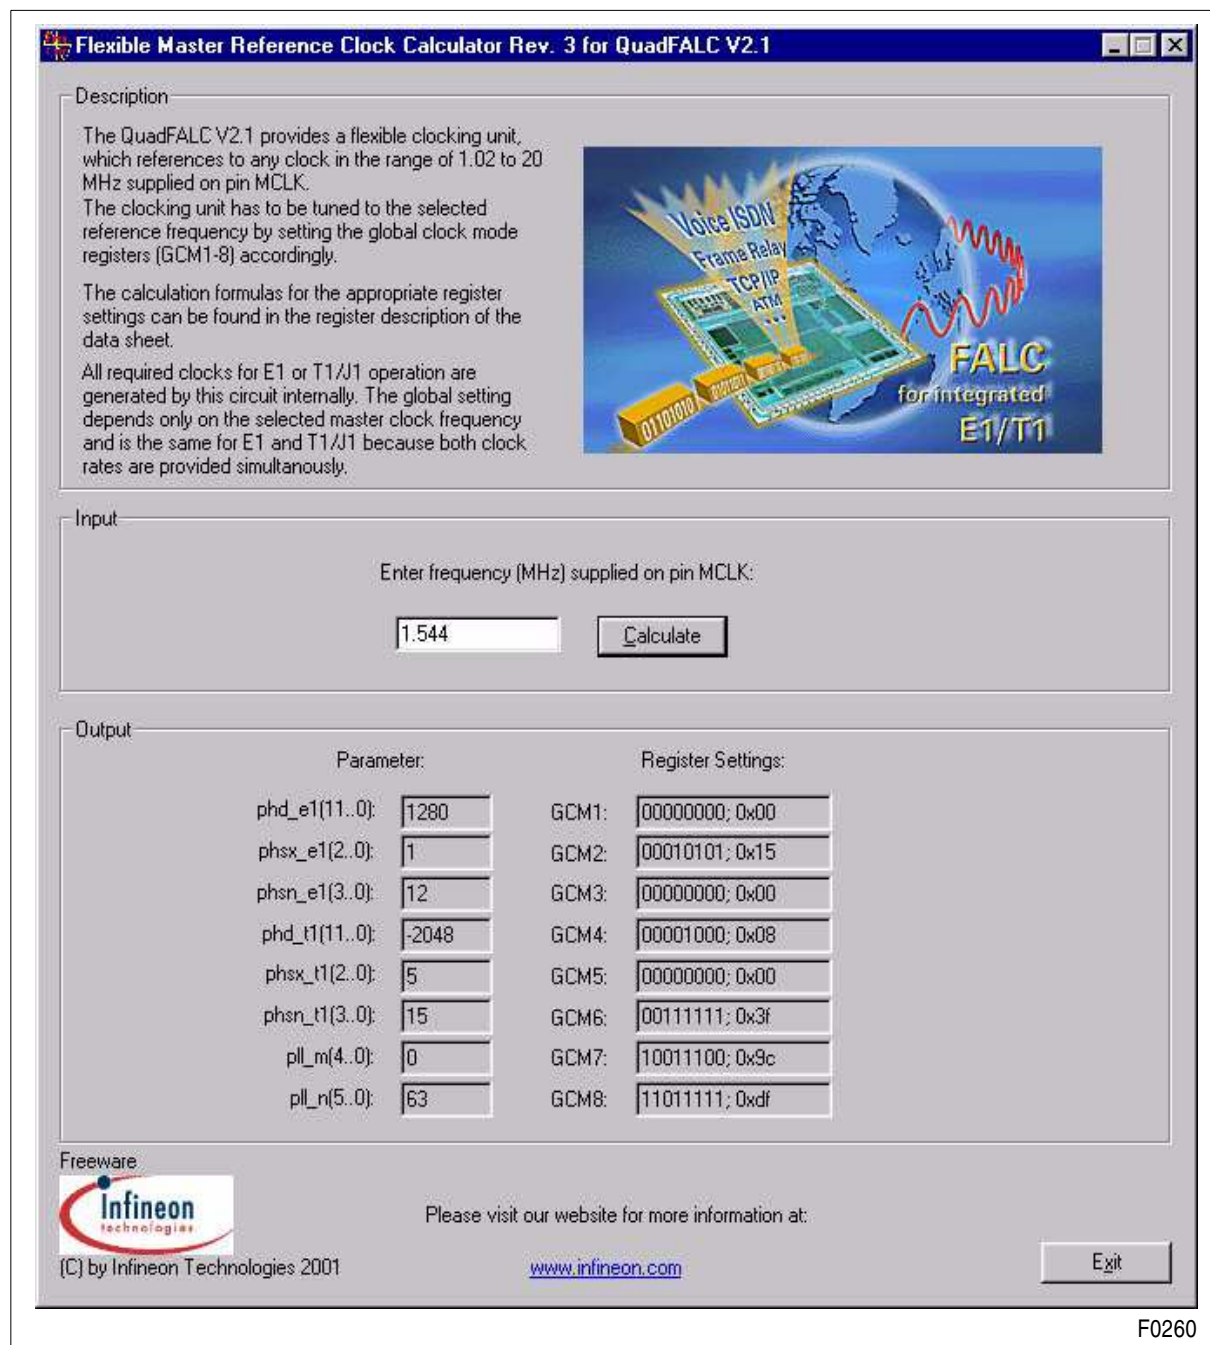 Flexible Master Reference Clock Calculator Rev. 3 for QuadFALC V2.1
Description
The QuadFALC V2.1 provides a flexible clocking unit,
which references to any clock in the range of 1.02 to 20
MHz supplied on pin MCLK.
The clocking unit has to be tuned to the selected
reference frequency by setting the global clock mode
registers (GCM1-8) accordingly.
The calculation formulas for the appropriate register
settings can be found in the register description of the
data sheet.
All required clocks for E1 or T1/J1 operation are
generated by this circuit internally. The global setting
depends only on the selected master clock frequency
and is the same for E1 and T1/J1 because both clock
rates are provided simultanously.
Voice ISDN
Frame Relay
TCP/IP
ATM
...
01101010
0101011
FALC
for integrated
E1/T1
Input
Enter frequency (MHz) supplied on pin MCLK:
1.544
Calculate
Output
Parameter:
Register Settings:
phd_e1(11..0): 1280 GCM1: 00000000; 0x00
phsx_e1(2..0): 1 GCM2: 00010101; 0x15
phsn_e1(3..0): 12 GCM3: 00000000; 0x00
phd_t1(11..0): -2048 GCM4: 00001000; 0x08
phsx_t1(2..0): 5 GCM5: 00000000; 0x00
phsn_t1(3..0): 15 GCM6: 00111111; 0x3f
pll_m(4..0): 0 GCM7: 10011100; 0x9c
pll_n(5..0): 63 GCM8: 11011111; 0xdf
Freeware
Infineon
technologies
Please visit our website for more information at:
(C) by Infineon Technologies 2001
www.infineon.com
Exit
F0260